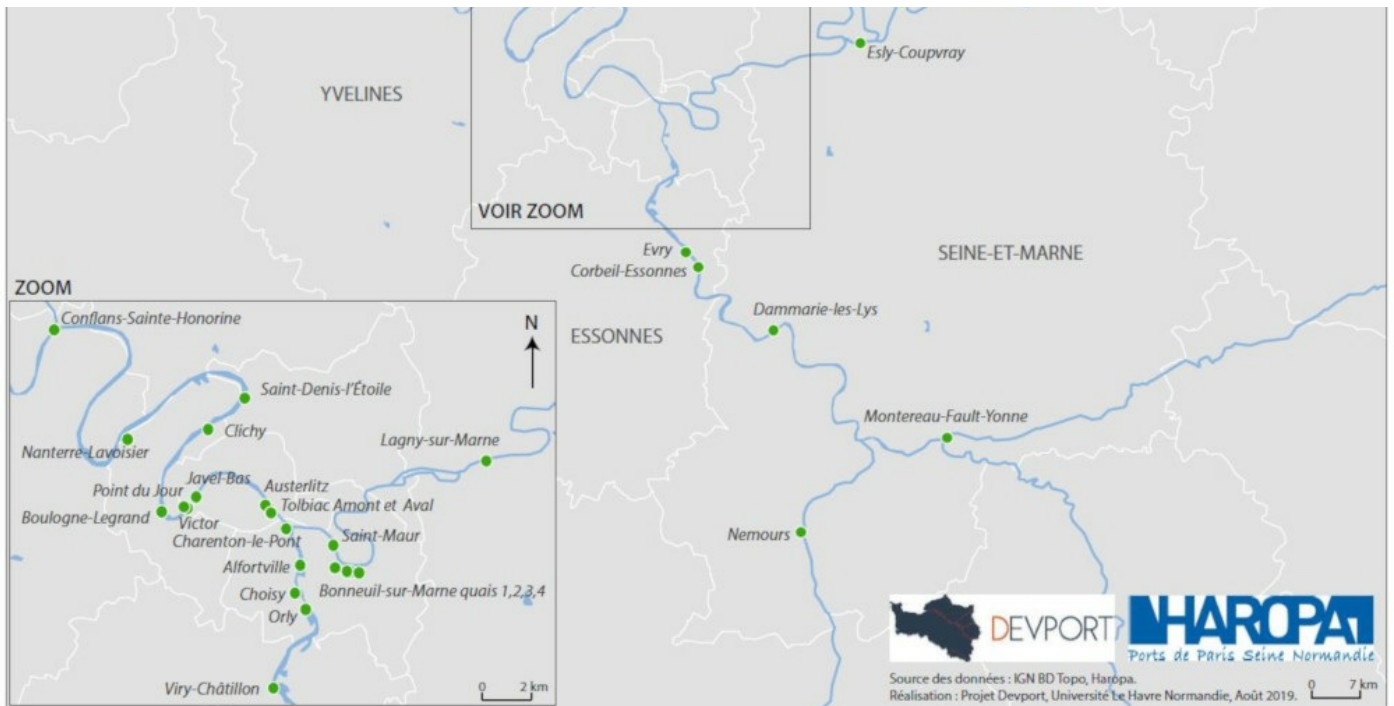 Esly-Coupvray
YVELINES
VOIR ZOOM
Evry
Corbeil-Essonnes
SEINE-ET-MARNE
Dammarie-les-Lys
ESSONNES
Montereau-Fault-Yonne
Nemours
ZOOM
N
Conflans-Sainte-Honorine
Saint-Denis-l'Étoile
Clichy
Nanterre-Lavoisier
Lagny-sur-Marne
Javel-Bas
Point du Jour
Austerlitz
Tolbiac Amont et Aval
Boulogne-Legrand
Victor
Charenton-le-Pont
Saint-Maur
Alfortville
Bonneuil-sur-Marne quais 1,2,3,4
Choisy
Orly
Viry-Châtillon
0 2 km
DEVPORT
HAROPA
Ports de Paris Seine Normandie
Source des données : IGN BD Topo, Haropa.
Réalisation : Projet Devport, Université Le Havre Normandie, Août 2019.
0 7 km